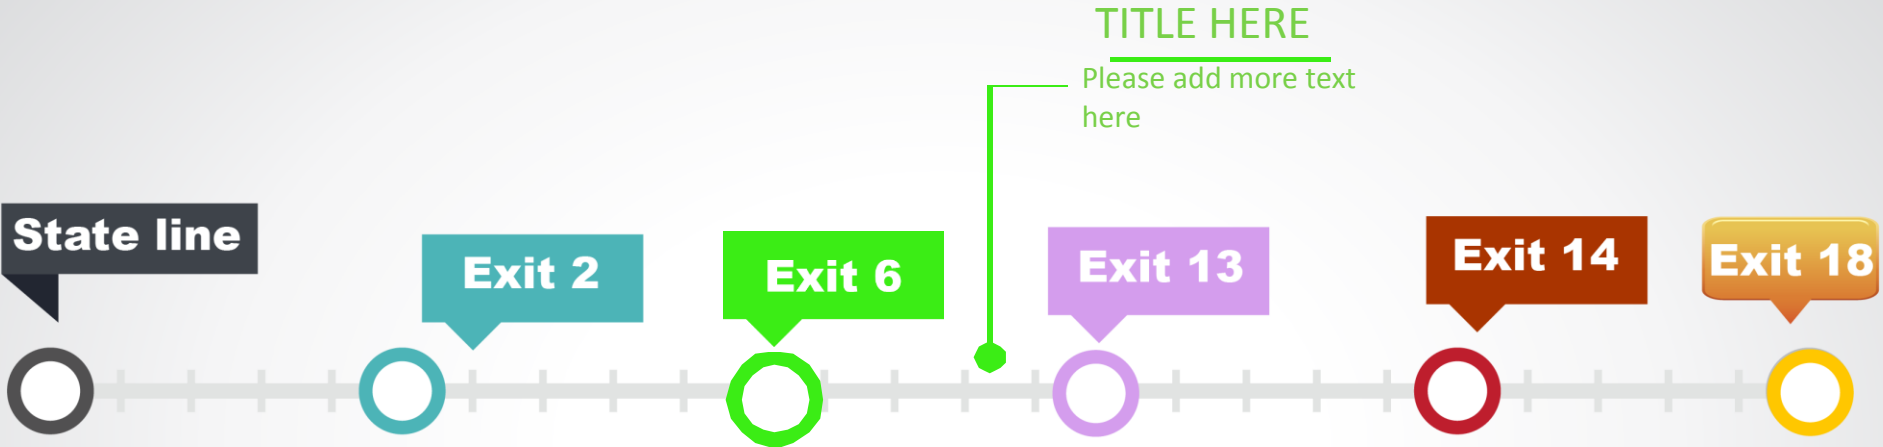 TITLE HERE
Please add more text
here
State line
Exit 2
Exit 6
Exit 13
Exit 14
Exit 18